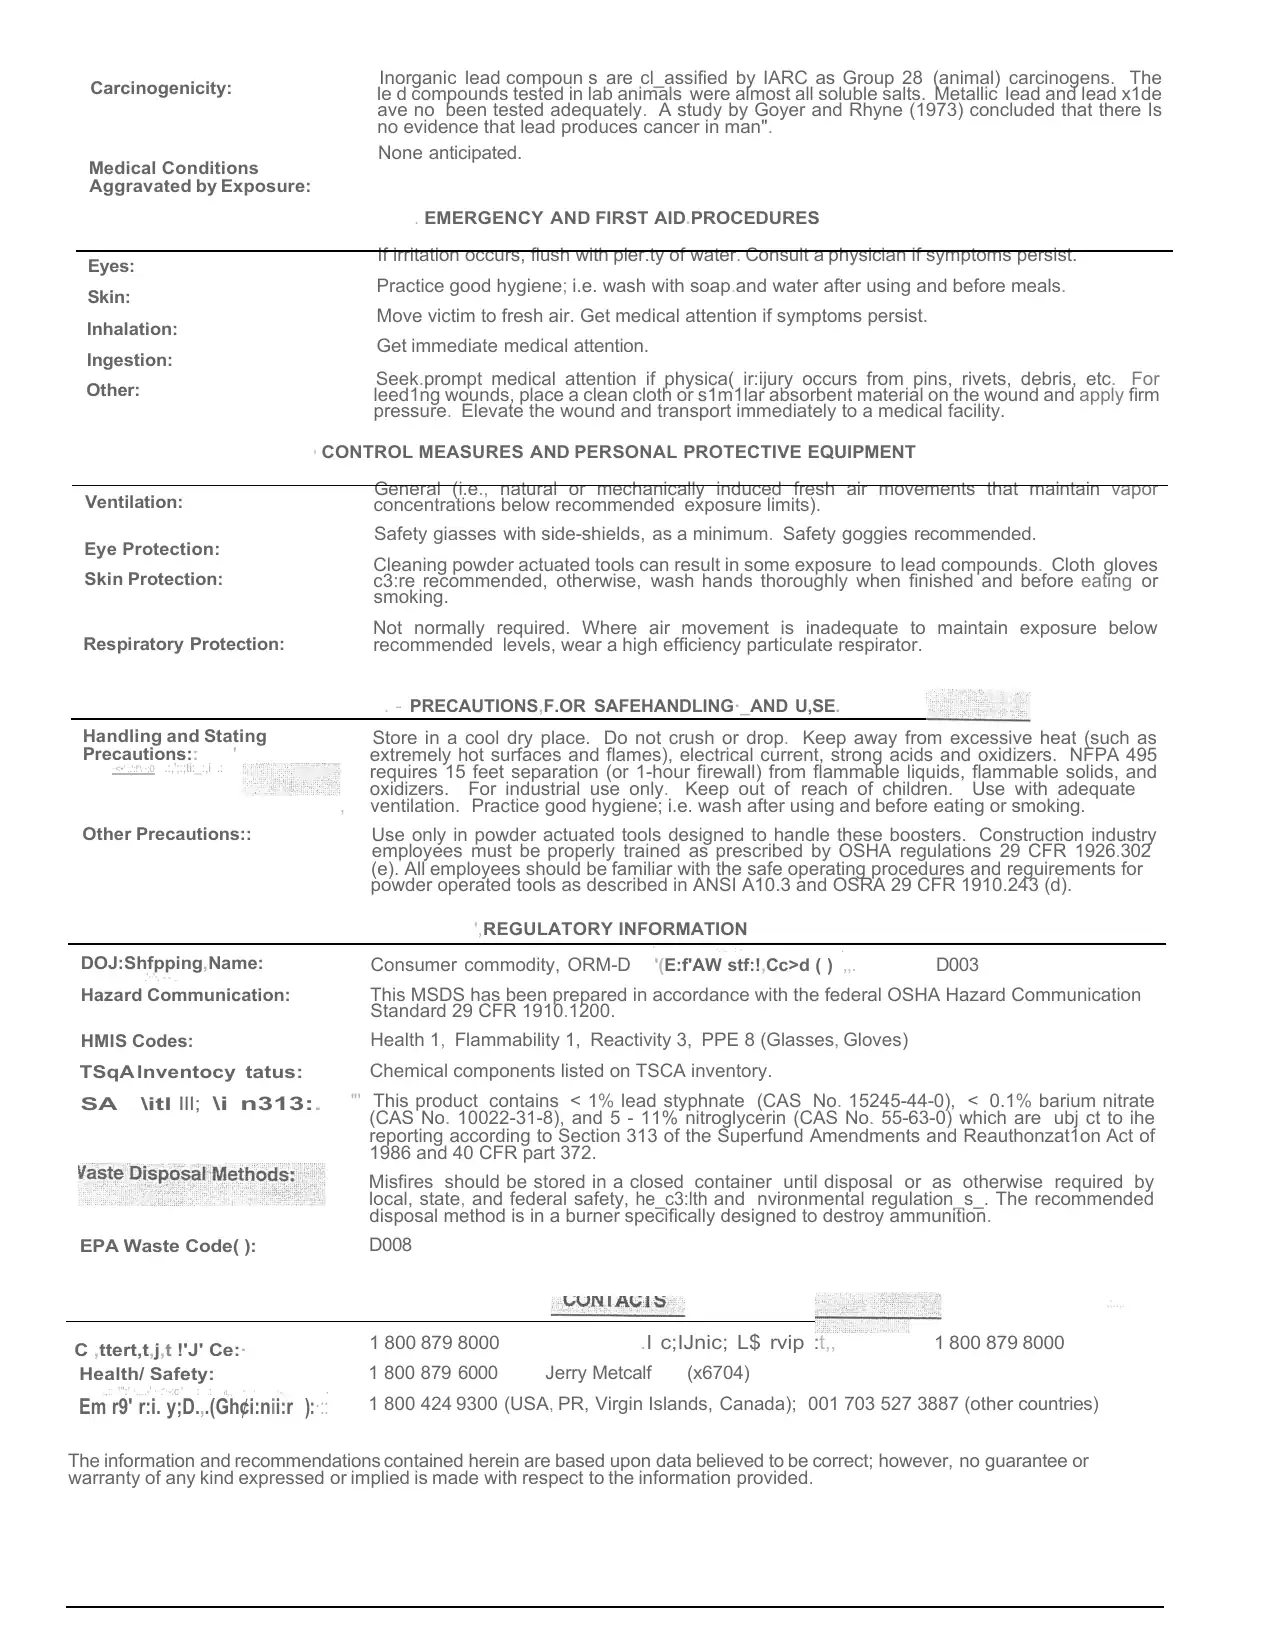 Carcinogenicity:
Inorganic lead compoun s are cl_assified by IARC as Group 28 (animal) carcinogens. The
le d compounds tested in lab animals were almost all soluble salts. Metallic lead and lead x1de
ave no been tested adequately. A study by Goyer and Rhyne (1973) concluded that there Is
no evidence that lead produces cancer in man".
Medical Conditions
Aggravated by Exposure:
None anticipated.
. EMERGENCY AND FIRST AID.PROCEDURES
Eyes:
If irritation occurs, flush with pler.ty of water. Consult a physician if symptoms persist.
Skin:
Practice good hygiene; i.e. wash with soap.and water after using and before meals.
Inhalation:
Move victim to fresh air. Get medical attention if symptoms persist.
Ingestion:
Get immediate medical attention.
Other:
Seek.prompt medical attention if physica( ir:ijury occurs from pins, rivets, debris, etc. For
leed1ng wounds, place a clean cloth or s1m1lar absorbent material on the wound and apply firm
pressure. Elevate the wound and transport immediately to a medical facility.
' CONTROL MEASURES AND PERSONAL PROTECTIVE EQUIPMENT
Ventilation:
General (i.e., natural or mechanically induced fresh air movements that maintain vapor
concentrations below recommended exposure limits).
Eye Protection:
Safety giasses with side-shields, as a minimum. Safety goggies recommended.
Skin Protection:
Cleaning powder actuated tools can result in some exposure to lead compounds. Cloth gloves
c3:re recommended, otherwise, wash hands thoroughly when finished and before eating or
smoking.
Respiratory Protection:
Not normally required. Where air movement is inadequate to maintain exposure below
recommended levels, wear a high efficiency particulate respirator.
. - PRECAUTIONS,F.OR SAFEHANDLING·_AND U,SE.
Handling and Stating
Precautions::
Store in a cool dry place. Do not crush or drop. Keep away from excessive heat (such as
extremely hot surfaces and flames), electrical current, strong acids and oxidizers. NFPA 495
requires 15 feet separation (or 1-hour firewall) from flammable liquids, flammable solids, and
oxidizers. For industrial use only. Keep out of reach of children. Use with adequate
ventilation. Practice good hygiene; i.e. wash after using and before eating or smoking.
Other Precautions::
Use only in powder actuated tools designed to handle these boosters. Construction industry
employees must be properly trained as prescribed by OSHA regulations 29 CFR 1926.302
(e). All employees should be familiar with the safe operating procedures and reguirements for
powder operated tools as described in ANSI A10.3 and OSRA 29 CFR 1910.243 (d).
',REGULATORY INFORMATION
DOJ:Shfpping,Name:
Consumer commodity, ORM-D '(E:f'AW stf:!,Cc>d ( ) ,,. D003
Hazard Communication:
This MSDS has been prepared in accordance with the federal OSHA Hazard Communication
Standard 29 CFR 1910.1200.
HMIS Codes:
Health 1, Flammability 1, Reactivity 3, PPE 8 (Glasses, Gloves)
TSqAInventocy tatus:
Chemical components listed on TSCA inventory.
SA \itl III; \i n313:.
"' This product contains < 1% lead styphnate (CAS No. 15245-44-0), < 0.1% barium nitrate
(CAS No. 10022-31-8), and 5 - 11% nitroglycerin (CAS No. 55-63-0) which are ubj ct to ihe
reporting according to Section 313 of the Superfund Amendments and Reauthonzat1on Act of
1986 and 40 CFR part 372.
Vaste Disposal Methods:
Misfires should be stored in a closed container until disposal or as otherwise required by
local, state, and federal safety, he_c3:lth and nvironmental regulation_s_. The recommended
disposal method is in a burner specifically designed to destroy ammunition.
EPA Waste Code( ):
D008
CONTACTS
C ,ttert,t,j,t !'J' Ce:·
1 800 879 8000 .I c;IJnic; L$ rvip :t,,. 1 800 879 8000
Health/ Safety:
1 800 879 6000 Jerry Metcalf (x6704)
Em r9' r:i. y;D.,.(Gh¢i:nii:r ):
1 800 424 9300 (USA, PR, Virgin Islands, Canada); 001 703 527 3887 (other countries)
The information and recommendations contained herein are based upon data believed to be correct; however, no guarantee or
warranty of any kind expressed or implied is made with respect to the information provided.